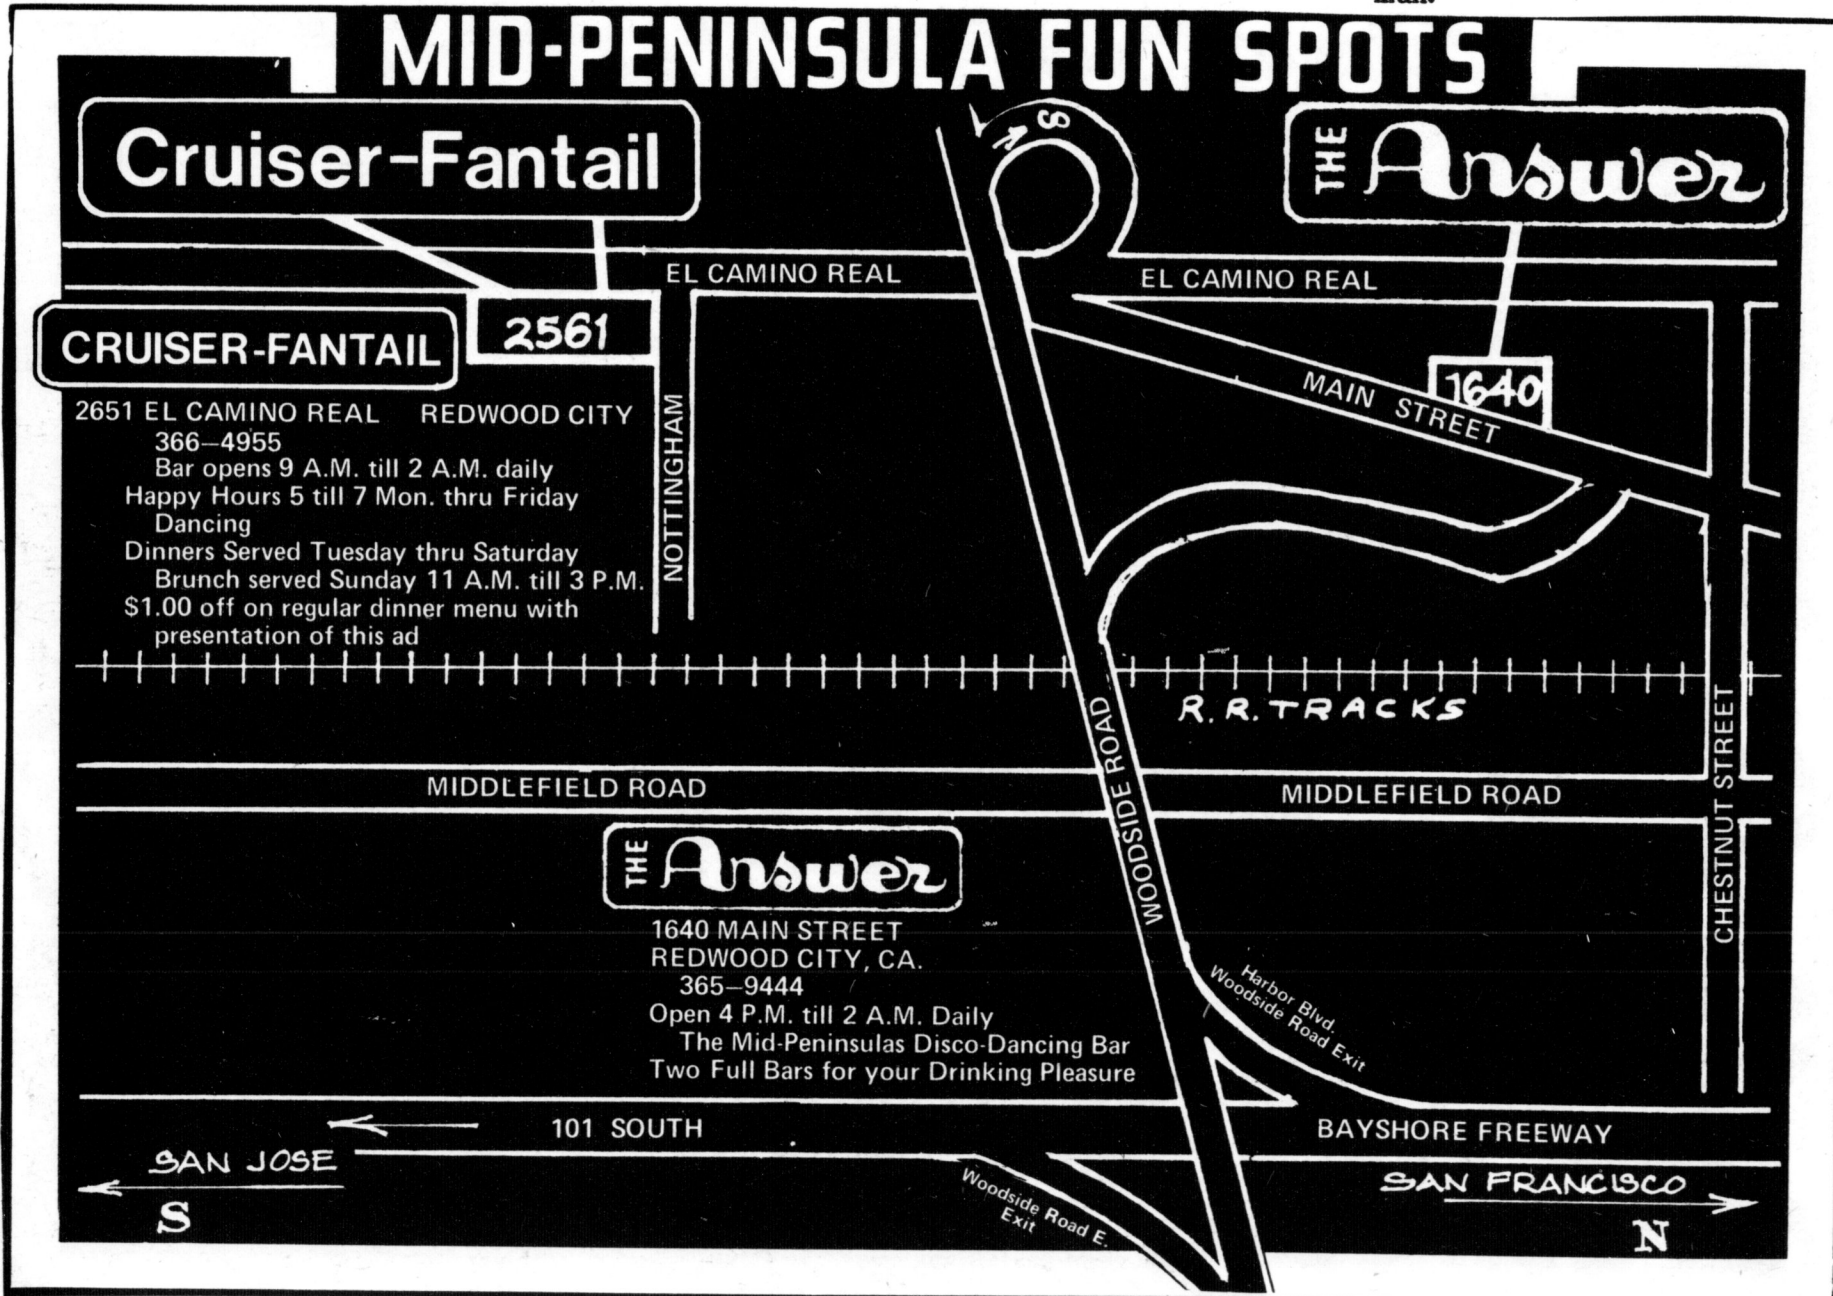 MID-PENINSULA FUN SPOTS
Cruiser-Fantail
THE Answer
S
EL CAMINO REAL
EL CAMINO REAL
2561
CRUISER-FANTAIL
1640
MAIN STREET
2651 EL CAMINO REAL REDWOOD CITY
366-4955
Bar opens 9 A.M. till 2 A.M. daily
Happy Hours 5 till 7 Mon. thru Friday
Dancing
Dinners Served Tuesday thru Saturday
Brunch served Sunday 11 A.M. till 3 P.M.
$1.00 off on regular dinner menu with
presentation of this ad
NOTTINGHAM
R.R. TRACKS
WOODSIDE ROAD
CHESTNUT STREET
MIDDLEFIELD ROAD
MIDDLEFIELD ROAD
THE Answer
1640 MAIN STREET
REDWOOD CITY, CA.
365-9444
Open 4 P.M. till 2 A.M. Daily
The Mid-Peninsulas Disco-Dancing Bar
Two Full Bars for your Drinking Pleasure
Harbor Blvd.
Woodside Road Exit
101 SOUTH
BAYSHORE FREEWAY
SAN JOSE
S
Woodside Road E.
Exit
SAN FRANCISCO
N